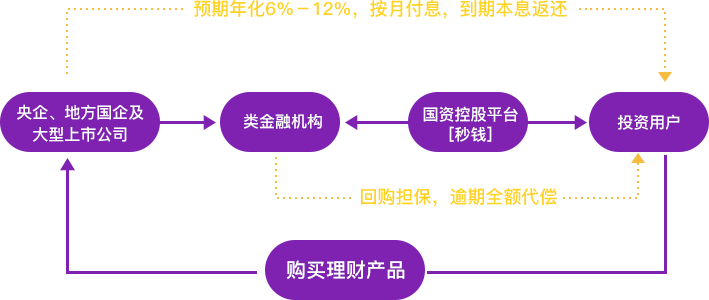 预期年化6%－12%，按月付息，到期本息返还
央企、地方国企及
大型上市公司
类金融机构
国资控股平台
[秒钱]
投资用户
回购担保，逾期全额代偿
购买理财产品